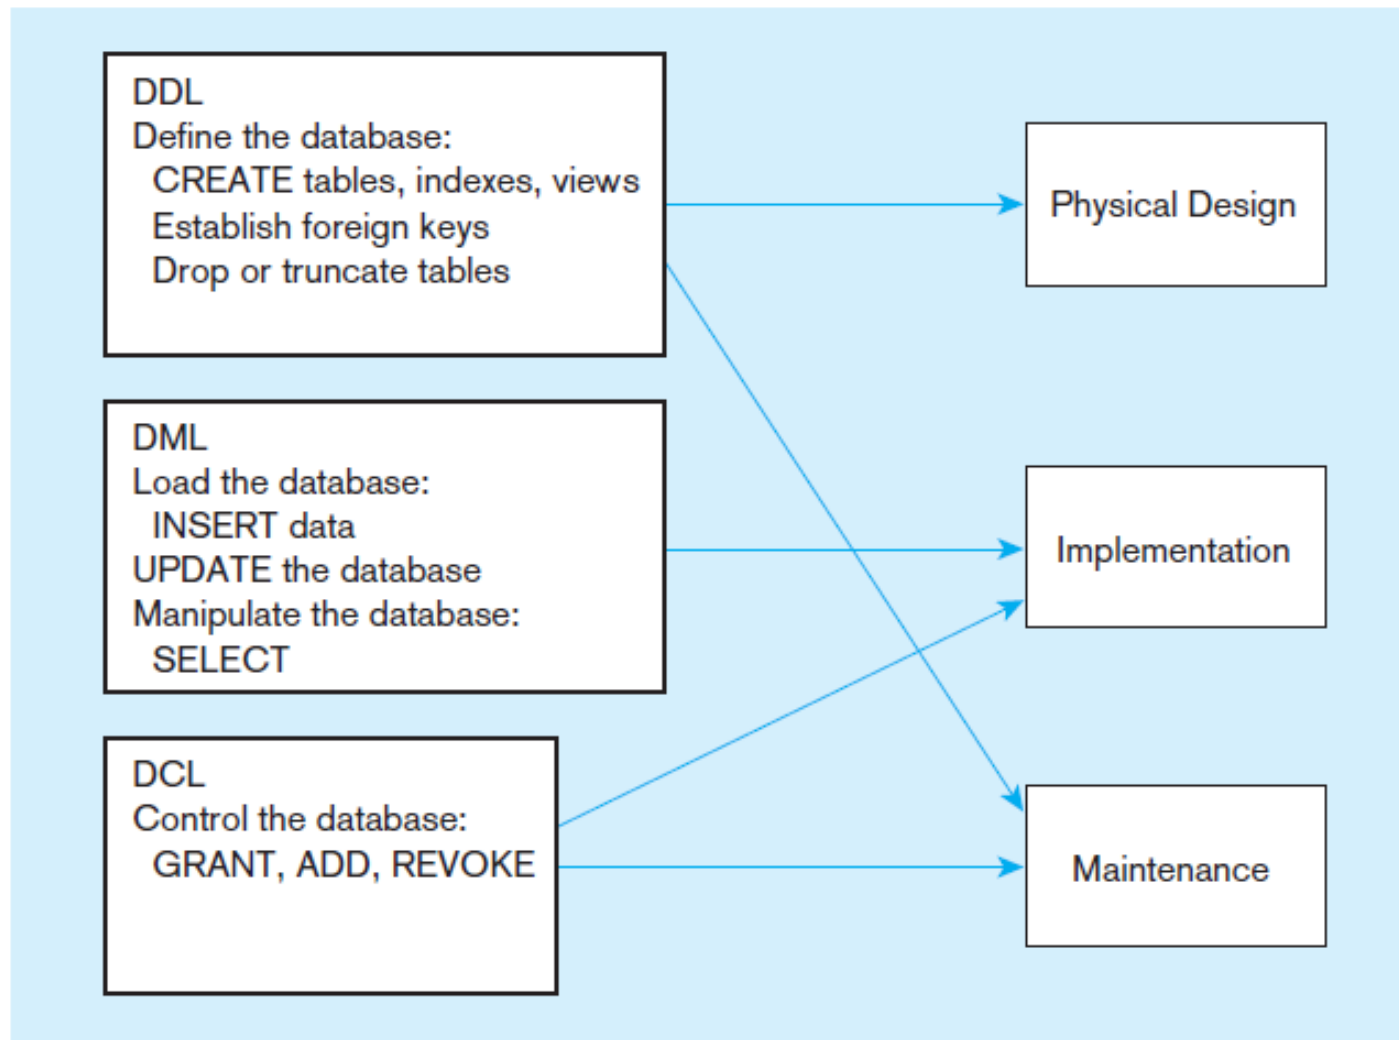 DDL
Define the database:
CREATE tables, indexes, views
Establish foreign keys
Drop or truncate tables
Physical Design
DML
Load the database:
INSERT data
UPDATE the database
Manipulate the database:
SELECT
Implementation
DCL
Control the database:
GRANT, ADD, REVOKE
Maintenance